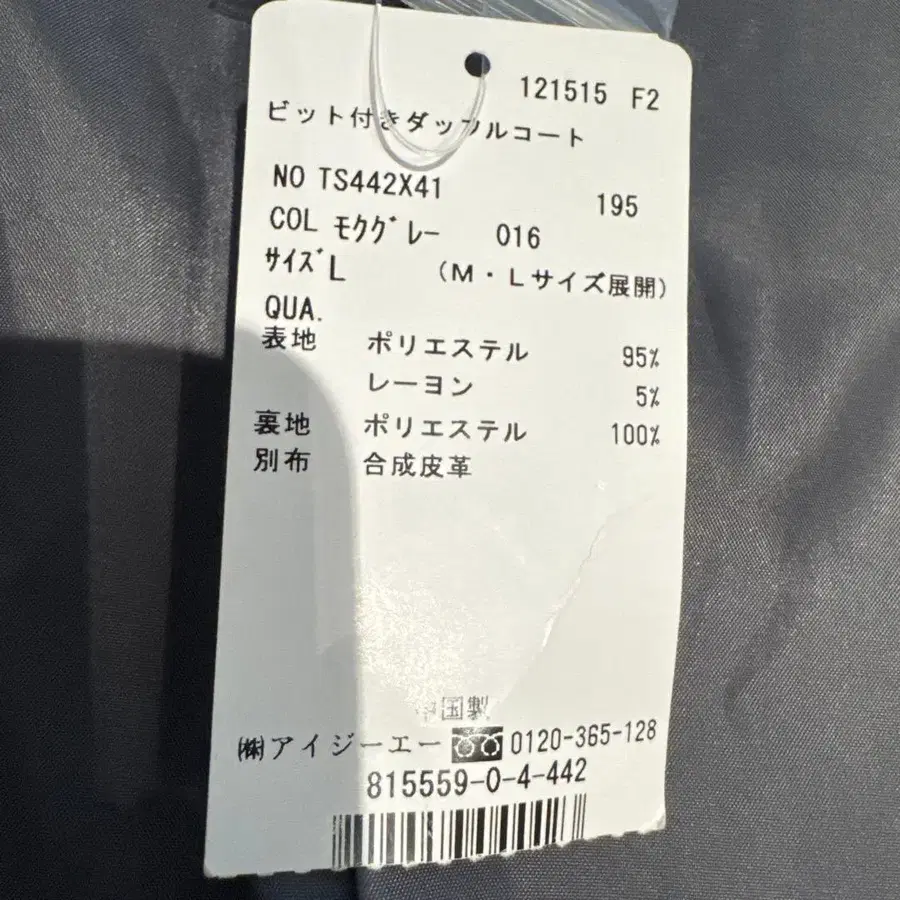 121515 F2
ビット付きダッフルコート
NO TS442X41
195
COL モクグレー 016
サイズ L （M・Lサイズ展開）
QUA.
表地 ポリエステル 95%
レーヨン 5%
裏地 ポリエステル 100%
別布 合成皮革
中国製
㈱アイジーエー 0120-365-128
815559-0-4-442